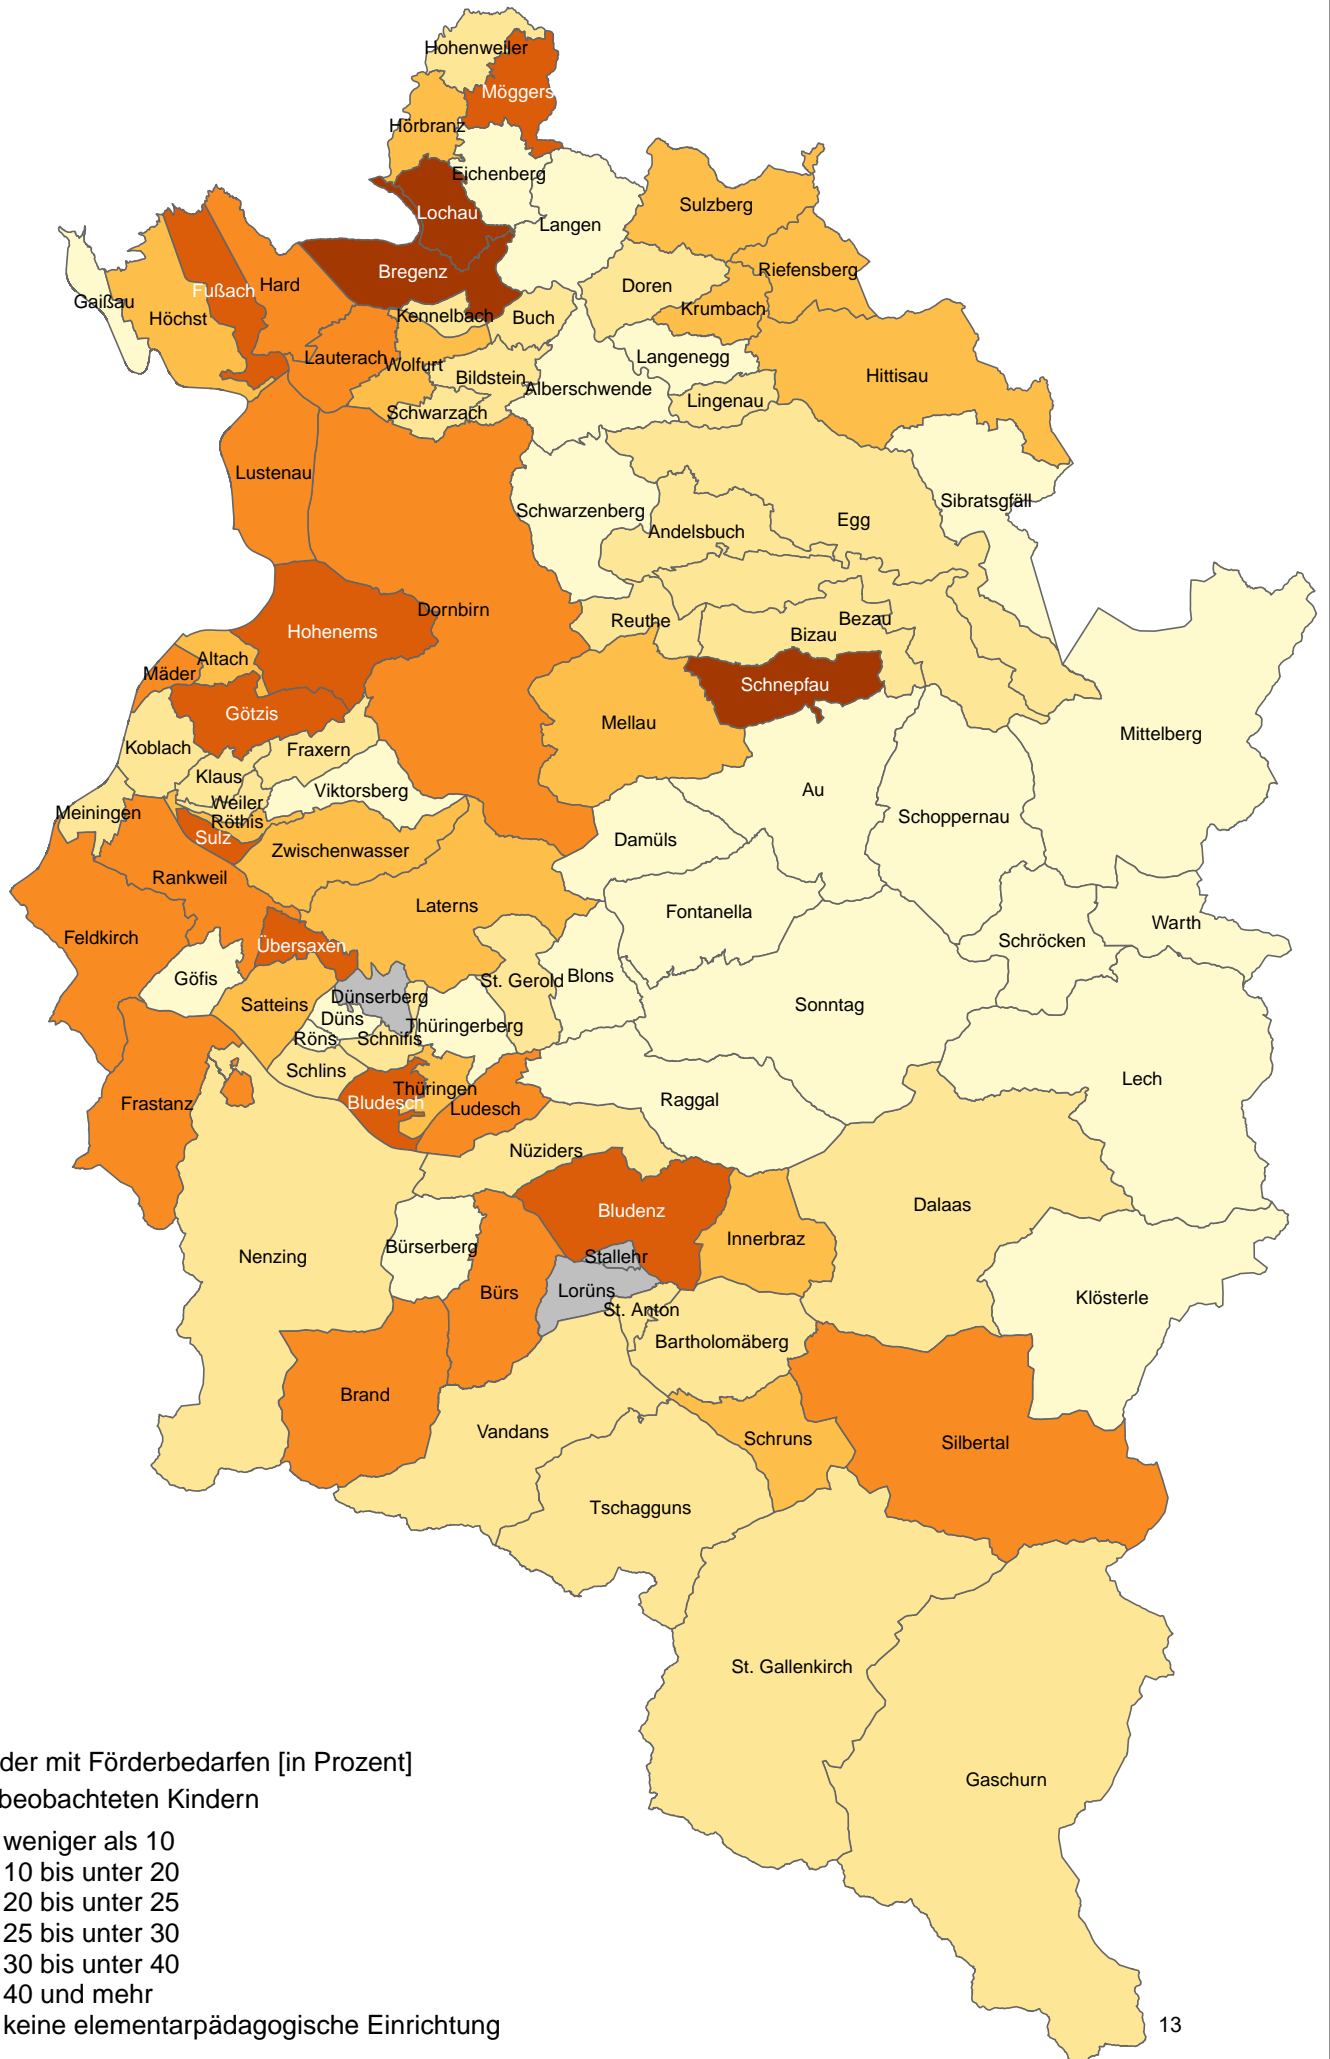 Hohenweiler
Möggers
Hörbranz
Eichenberg
Lochau
Langen
Sulzberg
Bregenz
Riefensberg
Gaißau
Fußach
Hard
Doren
Höchst
Kennelbach
Buch
Krumbach
Lauterach
Wolfurt
Langenegg
Bildstein
Alberschwende
Hittisau
Schwarzach
Lingenau
Lustenau
Sibratsgfäll
Schwarzenberg
Egg
Andelsbuch
Dornbirn
Reuthe
Bezau
Hohenems
Bizau
Altach
Mäder
Schnepfau
Götzis
Mellau
Mittelberg
Koblach
Fraxern
Klaus
Viktorsberg
Au
Weiler
Meiningen
Röthis
Schoppernau
Sulz
Damüls
Zwischenwasser
Rankweil
Laterns
Fontanella
Warth
Feldkirch
Übersaxen
Schröcken
Göfis
St. Gerold
Blons
Dünserberg
Satteins
Sonntag
Düns
Thüringerberg
Röns
Schnifis
Schlins
Lech
Thüringen
Frastanz
Bludesch
Ludesch
Raggal
Nüziders
Dalaas
Bludenz
Innerbraz
Bürserberg
Nenzing
Stallehr
Bürs
Lorüns
Klösterle
St. Anton
Bartholomäberg
Brand
Vandans
Schruns
Silbertal
Tschagguns
St. Gallenkirch
Gaschurn
der mit Förderbedarfen [in Prozent]
beobachteten Kindern
weniger als 10
10 bis unter 20
20 bis unter 25
25 bis unter 30
30 bis unter 40
40 und mehr
keine elementarpädagogische Einrichtung
13